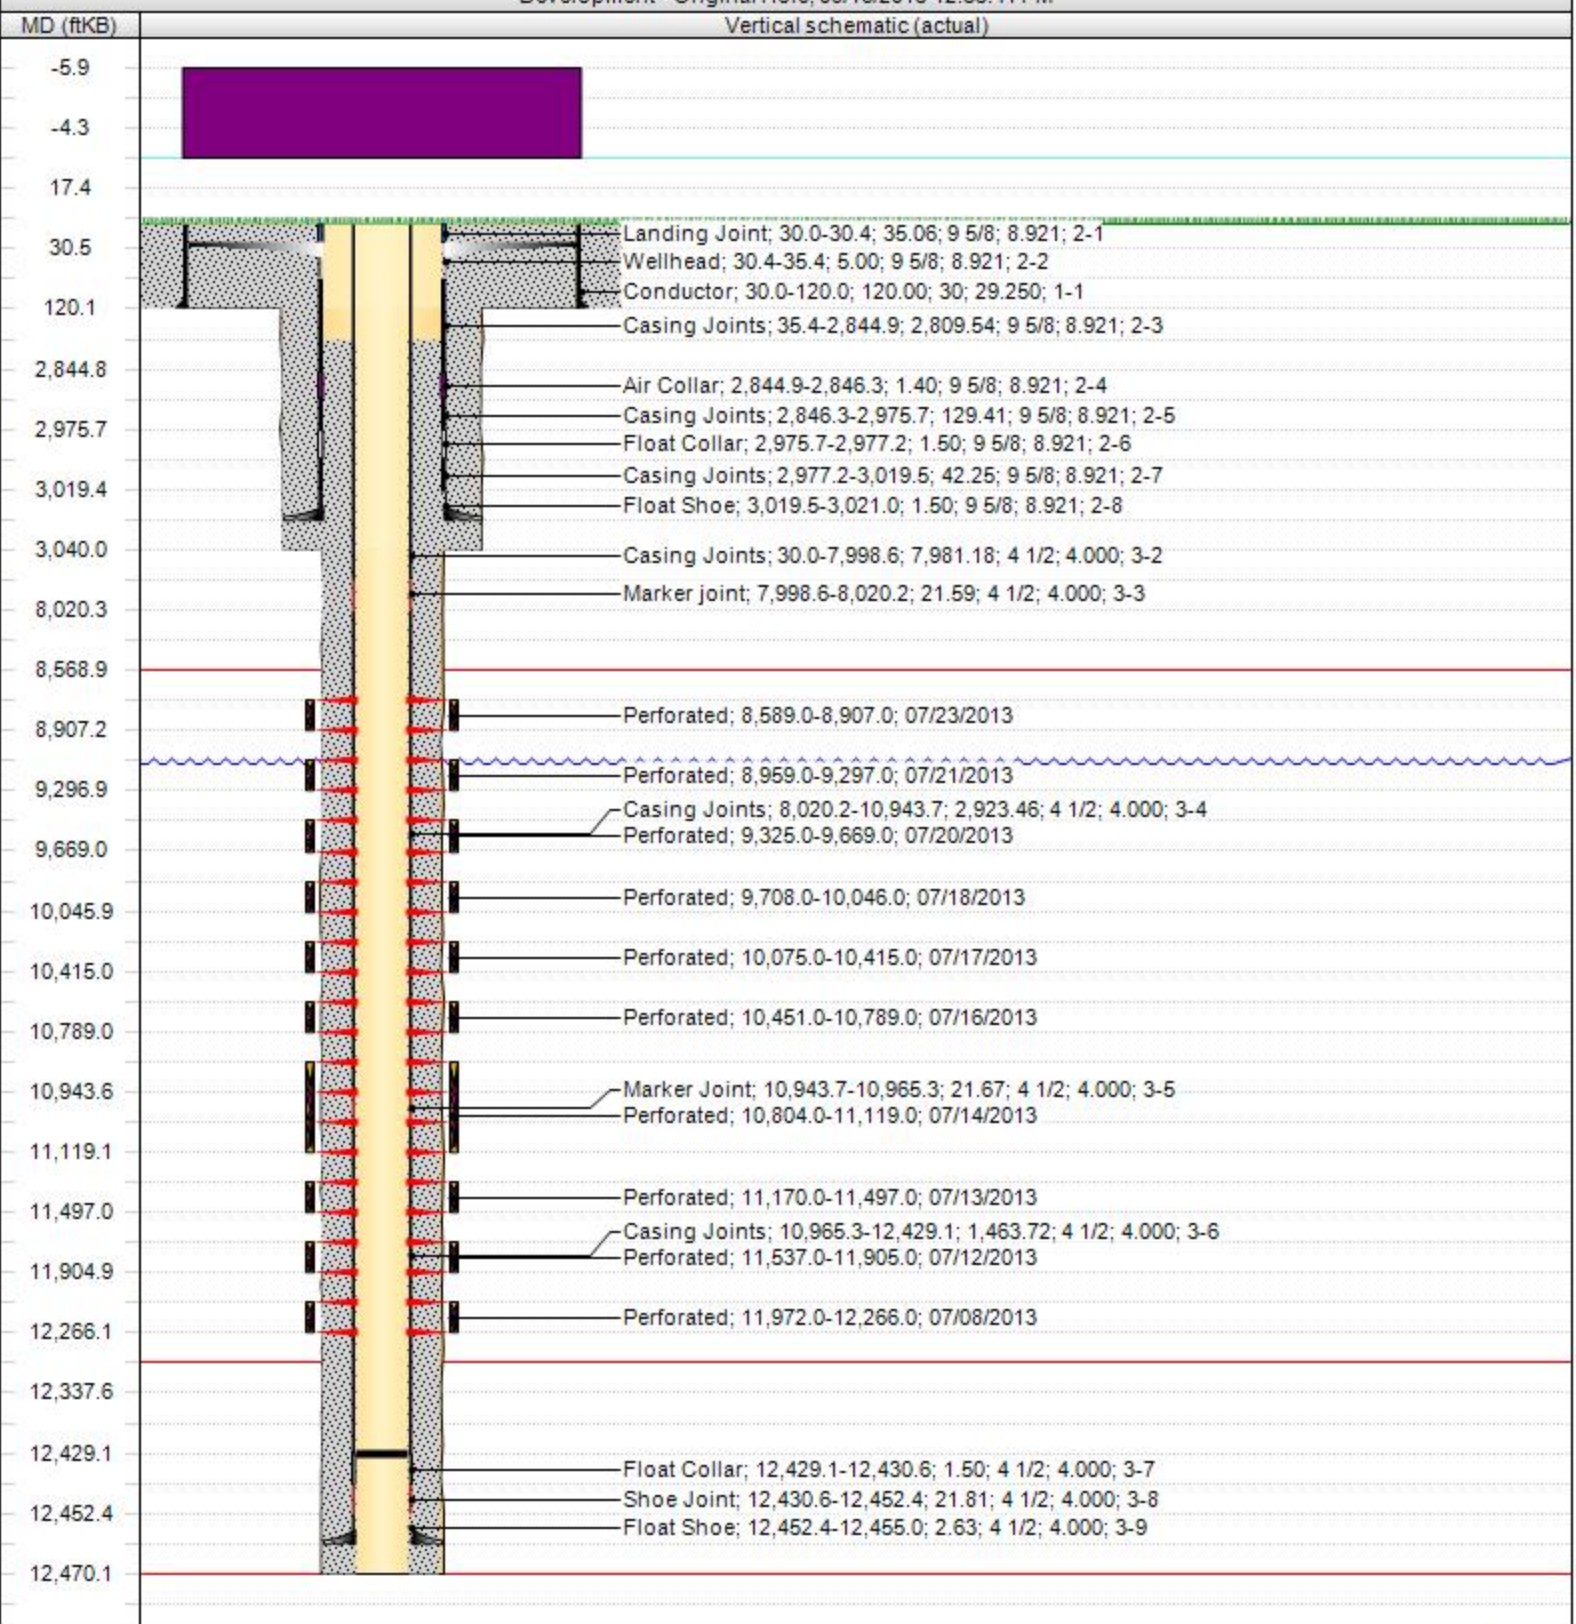 MD (ftKB)
Vertical schematic (actual)
-5.9
-4.3
17.4
Landing Joint; 30.0-30.4; 35.06; 9 5/8; 8.921; 2-1
30.5
Wellhead; 30.4-35.4; 5.00; 9 5/8; 8.921; 2-2
Conductor; 30.0-120.0; 120.00; 30; 29.250; 1-1
120.1
Casing Joints; 35.4-2,844.9; 2,809.54; 9 5/8; 8.921; 2-3
2,844.8
Air Collar; 2,844.9-2,846.3; 1.40; 9 5/8; 8.921; 2-4
Casing Joints; 2,846.3-2,975.7; 129.41; 9 5/8; 8.921; 2-5
2,975.7
Float Collar; 2,975.7-2,977.2; 1.50; 9 5/8; 8.921; 2-6
Casing Joints; 2,977.2-3,019.5; 42.25; 9 5/8; 8.921; 2-7
3,019.4
Float Shoe; 3,019.5-3,021.0; 1.50; 9 5/8; 8.921; 2-8
3,040.0
Casing Joints; 30.0-7,998.6; 7,981.18; 4 1/2; 4.000; 3-2
Marker joint; 7,998.6-8,020.2; 21.59; 4 1/2; 4.000; 3-3
8,020.3
8,568.9
Perforated; 8,589.0-8,907.0; 07/23/2013
8,907.2
Perforated; 8,959.0-9,297.0; 07/21/2013
9,296.9
Casing Joints; 8,020.2-10,943.7; 2,923.46; 4 1/2; 4.000; 3-4
Perforated; 9,325.0-9,669.0; 07/20/2013
9,669.0
Perforated; 9,708.0-10,046.0; 07/18/2013
10,045.9
Perforated; 10,075.0-10,415.0; 07/17/2013
10,415.0
Perforated; 10,451.0-10,789.0; 07/16/2013
10,789.0
Marker Joint; 10,943.7-10,965.3; 21.67; 4 1/2; 4.000; 3-5
10,943.6
Perforated; 10,804.0-11,119.0; 07/14/2013
11,119.1
Perforated; 11,170.0-11,497.0; 07/13/2013
11,497.0
Casing Joints; 10,965.3-12,429.1; 1,463.72; 4 1/2; 4.000; 3-6
Perforated; 11,537.0-11,905.0; 07/12/2013
11,904.9
Perforated; 11,972.0-12,266.0; 07/08/2013
12,266.1
12,337.6
12,429.1
Float Collar; 12,429.1-12,430.6; 1.50; 4 1/2; 4.000; 3-7
Shoe Joint; 12,430.6-12,452.4; 21.81; 4 1/2; 4.000; 3-8
12,452.4
Float Shoe; 12,452.4-12,455.0; 2.63; 4 1/2; 4.000; 3-9
12,470.1